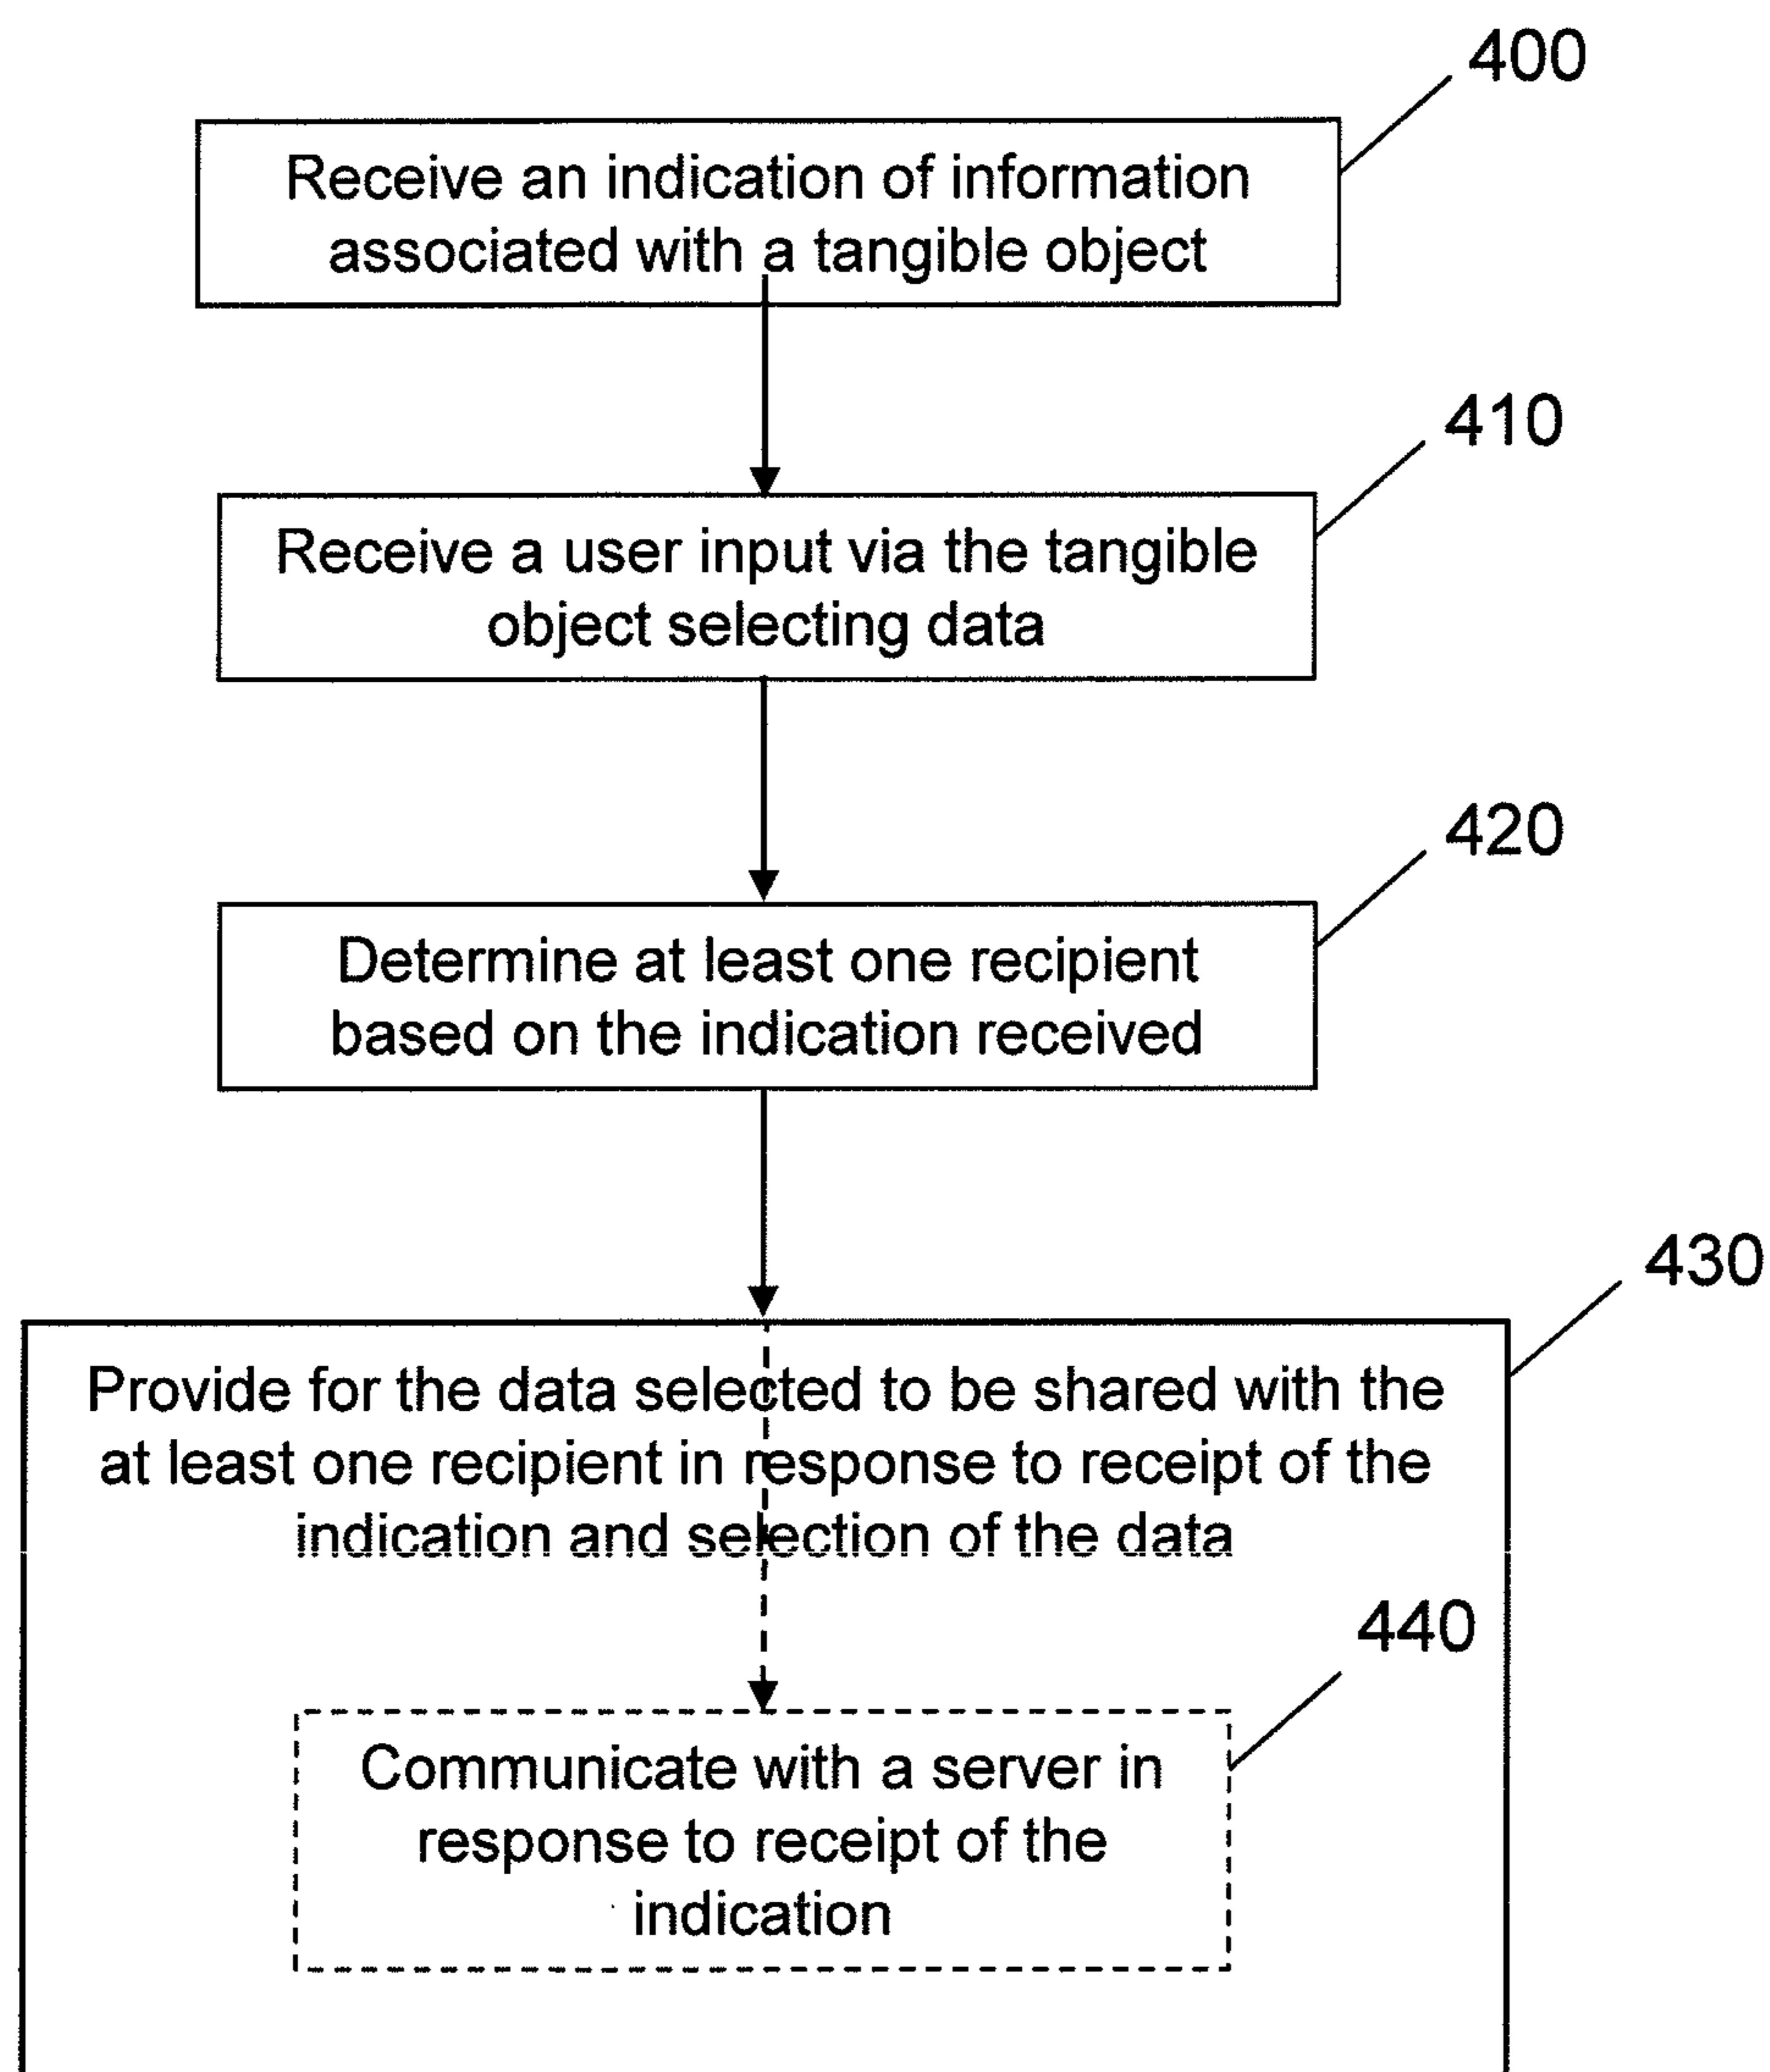 400
Receive an indication of information
associated with a tangible object
410
Receive a user input via the tangible
object selecting data
420
Determine at least one recipient
based on the indication received
430
Provide for the data selected to be shared with the
at least one recipient in response to receipt of the
indication and selection of the data
440
Communicate with a server in
response to receipt of the
indication